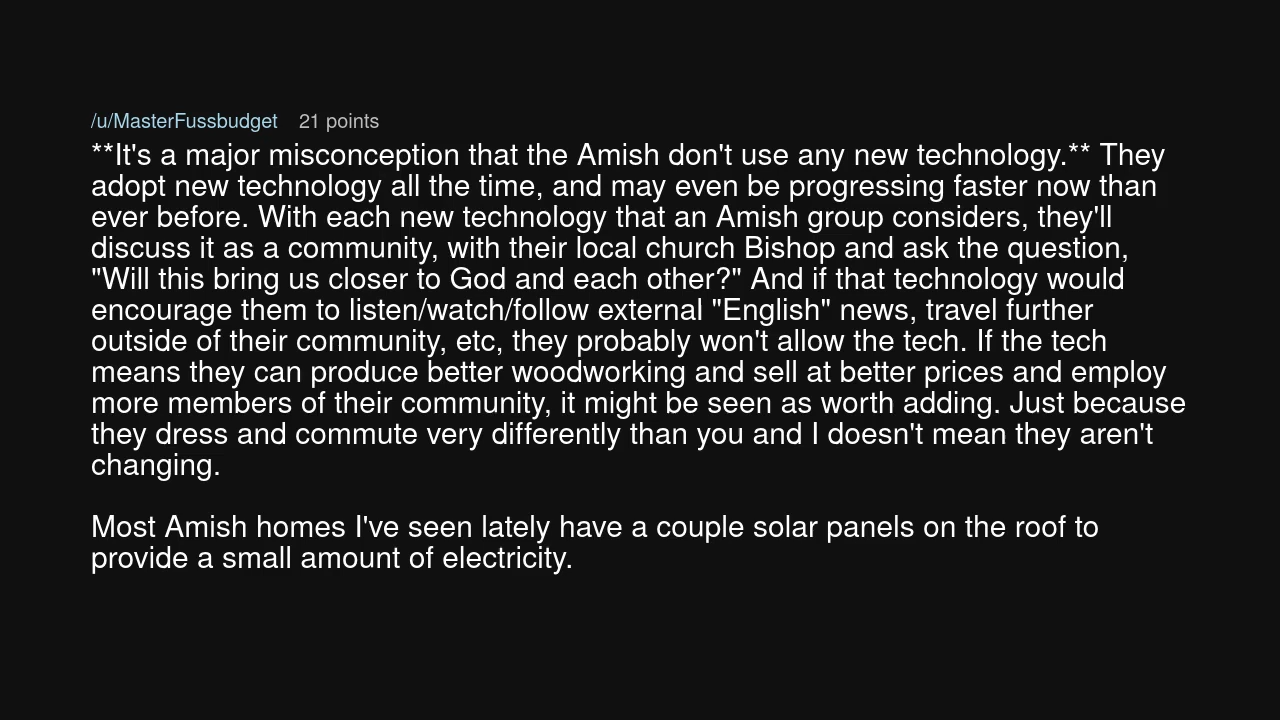 /u/MasterFussbudget 21 points
**It's a major misconception that the Amish don't use any new technology.** They
adopt new technology all the time, and may even be progressing faster now than
ever before. With each new technology that an Amish group considers, they'll
discuss it as a community, with their local church Bishop and ask the question,
"Will this bring us closer to God and each other?" And if that technology would
encourage them to listen/watch/follow external "English" news, travel further
outside of their community, etc, they probably won't allow the tech. If the tech
means they can produce better woodworking and sell at better prices and employ
more members of their community, it might be seen as worth adding. Just because
they dress and commute very differently than you and I doesn't mean they aren't
changing.
Most Amish homes I've seen lately have a couple solar panels on the roof to
provide a small amount of electricity.